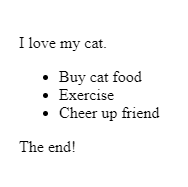 I love my cat.
• Buy cat food
• Exercise
• Cheer up friend
The end!